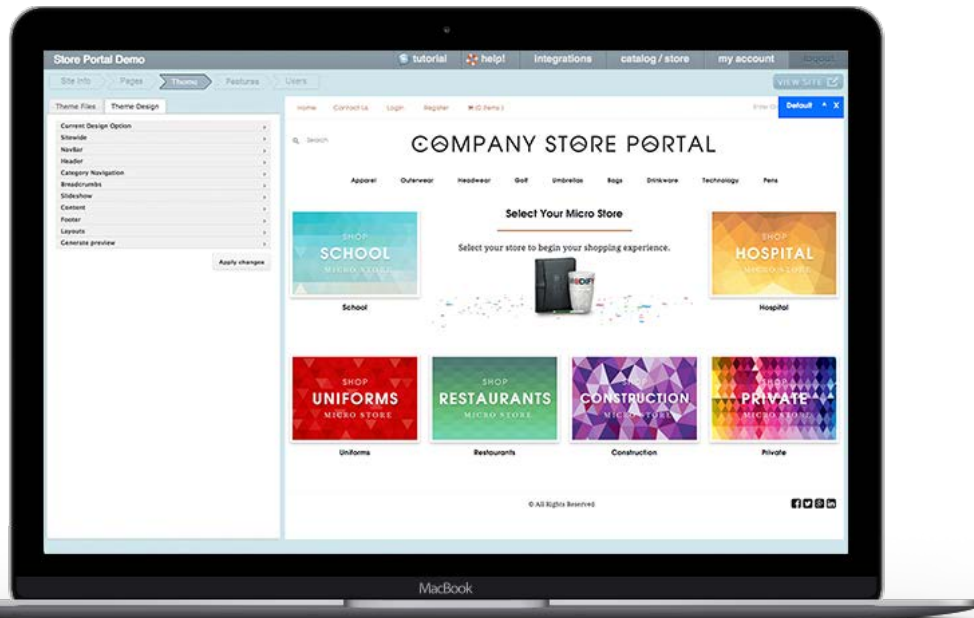 Store Portal Demo
tutorial help! integrations catalog / store my account logout
Site Info Pages Theme Features Users
VIEW SITE
Theme Files Theme Design
Current Design Option
Sitewide
NavBar
Header
Category Navigation
Breadcrumbs
Slideshow
Content
Footer
Layouts
Generate preview
Apply changes
Home Contact Us Login Register (0 items)
Default ^ X
Search
COMPANY STORE PORTAL
Apparel Outerwear Headwear Golf Umbrellas Bags Drinkware Technology Pens
Select Your Micro Store
Select your store to begin your shopping experience.
SHOP
SCHOOL
MICRO STORE
School
SHOP
HOSPITAL
MICRO STORE
Hospital
SHOP
UNIFORMS
MICRO STORE
Uniforms
SHOP
RESTAURANTS
MICRO STORE
Restaurants
SHOP
CONSTRUCTION
MICRO STORE
Construction
SHOP
PRIVATE
MICRO STORE
Private
© All Rights Reserved
MacBook